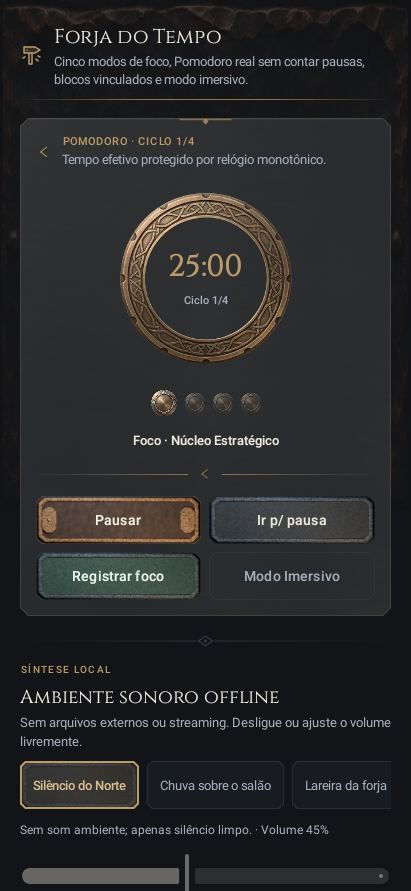 Forja do Tempo
Cinco modos de foco, Pomodoro real sem contar pausas,
blocos vinculados e modo imersivo.
POMODORO · CICLO 1/4
Tempo efetivo protegido por relógio monotônico.
25:00
Ciclo 1/4
Foco · Núcleo Estratégico
Pausar
Ir p/ pausa
Registrar foco
Modo Imersivo
SÍNTESE LOCAL
Ambiente sonoro offline
Sem arquivos externos ou streaming. Desligue ou ajuste o volume
livremente.
Silêncio do Norte
Chuva sobre o salão
Lareira da forja
Sem som ambiente; apenas silêncio limpo. · Volume 45%